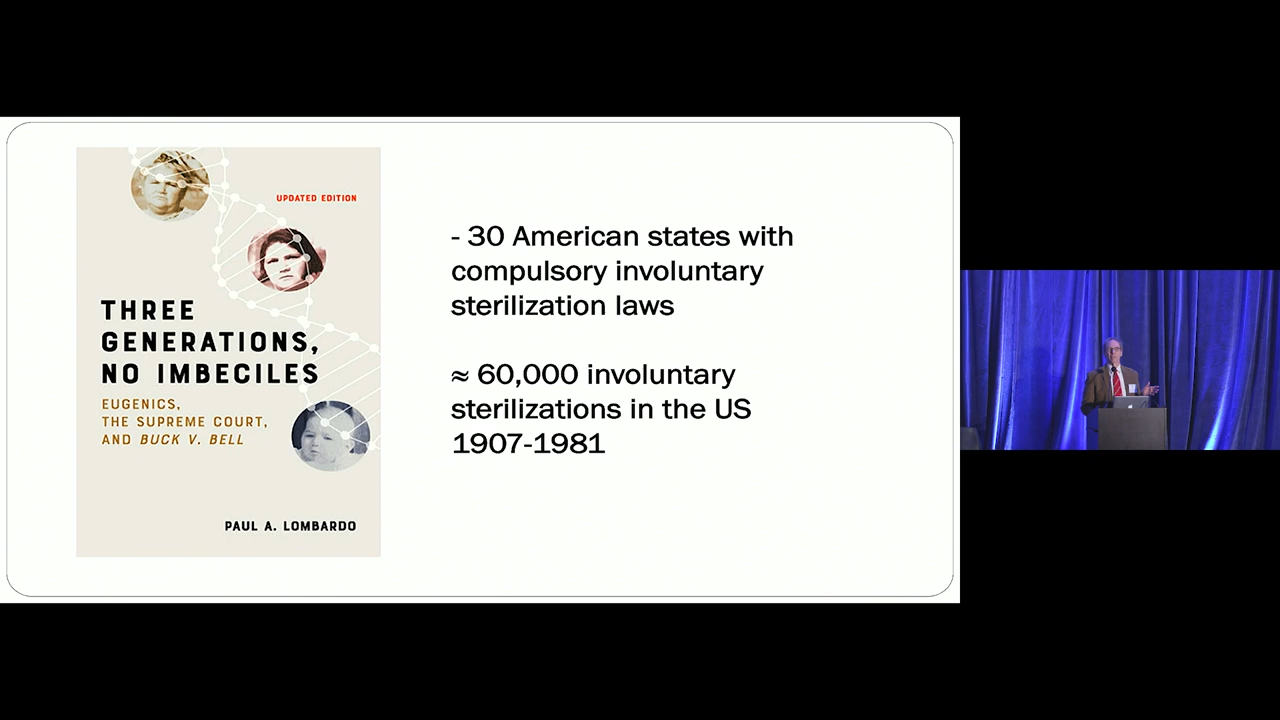 UPDATED EDITION
THREE
GENERATIONS,
NO IMBECILES
EUGENICS,
THE SUPREME COURT,
AND BUCK V. BELL
PAUL A. LOMBARDO
- 30 American states with
compulsory involuntary
sterilization laws
≈ 60,000 involuntary
sterilizations in the US
1907-1981